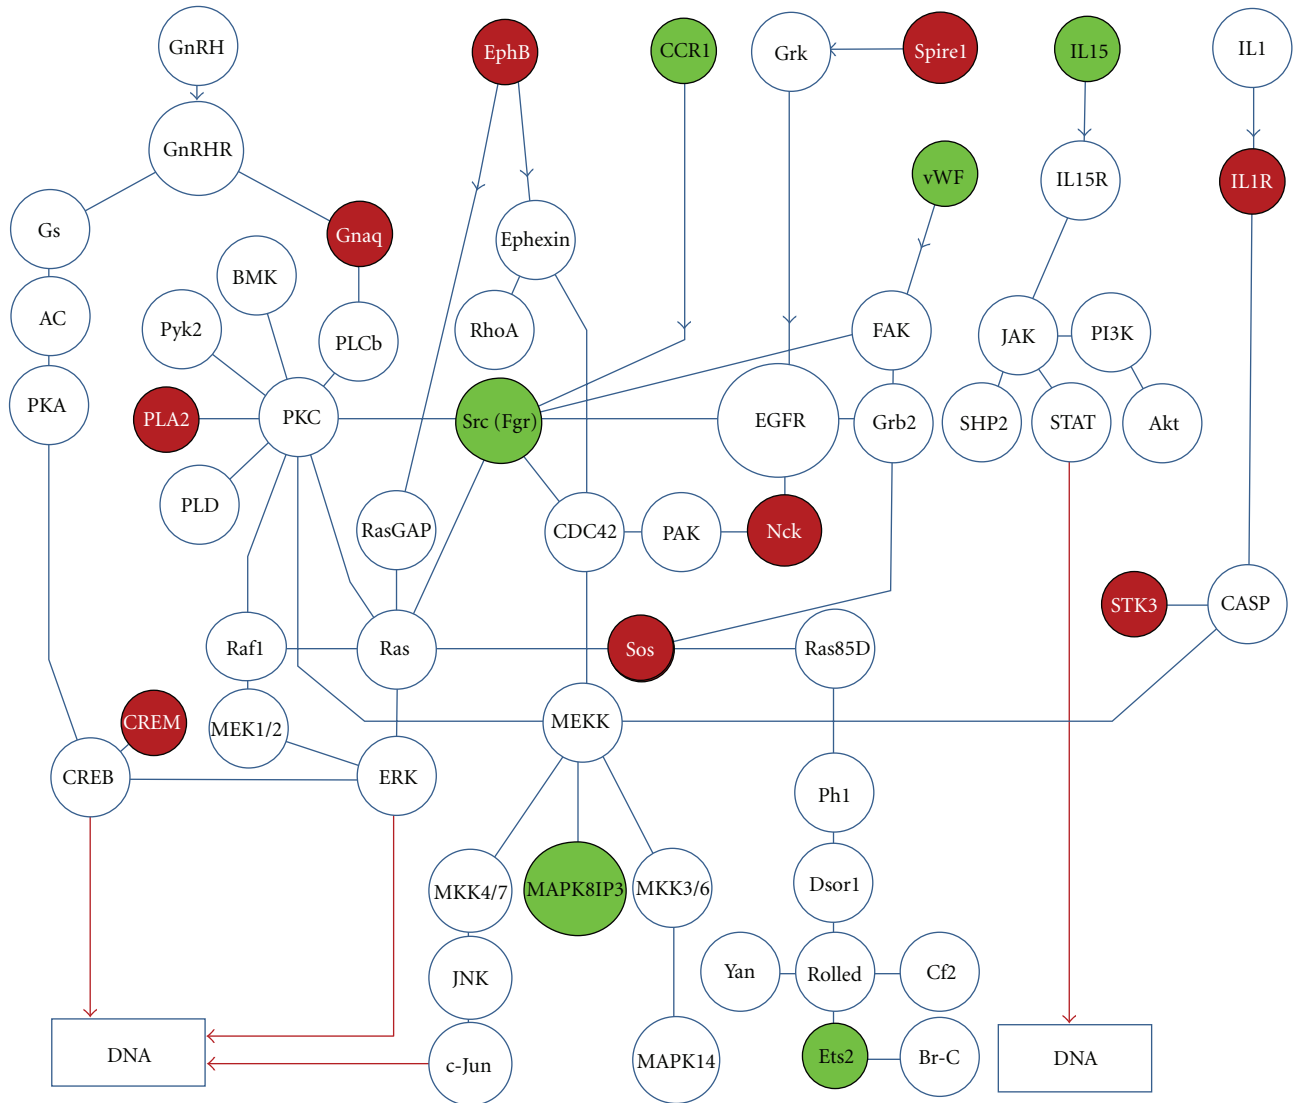 GnRH
EphB
CCR1
Grk
Spire1
IL15
IL1
GnRHR
vWF
IL15R
IL1R
Gs
Gnaq
Ephexin
BMK
AC
Pyk2
PLCb
RhoA
FAK
JAK
PI3K
PKA
PLA2
PKC
Src (Fgr)
EGFR
Grb2
SHP2
STAT
Akt
PLD
RasGAP
CDC42
PAK
Nck
STK3
CASP
Raf1
Ras
Sos
Ras85D
CREM
MEK1/2
MEKK
CREB
ERK
Ph1
MKK4/7
MAPK8IP3
MKK3/6
Dsor1
JNK
Yan
Rolled
Cf2
DNA
c-Jun
MAPK14
Ets2
Br-C
DNA